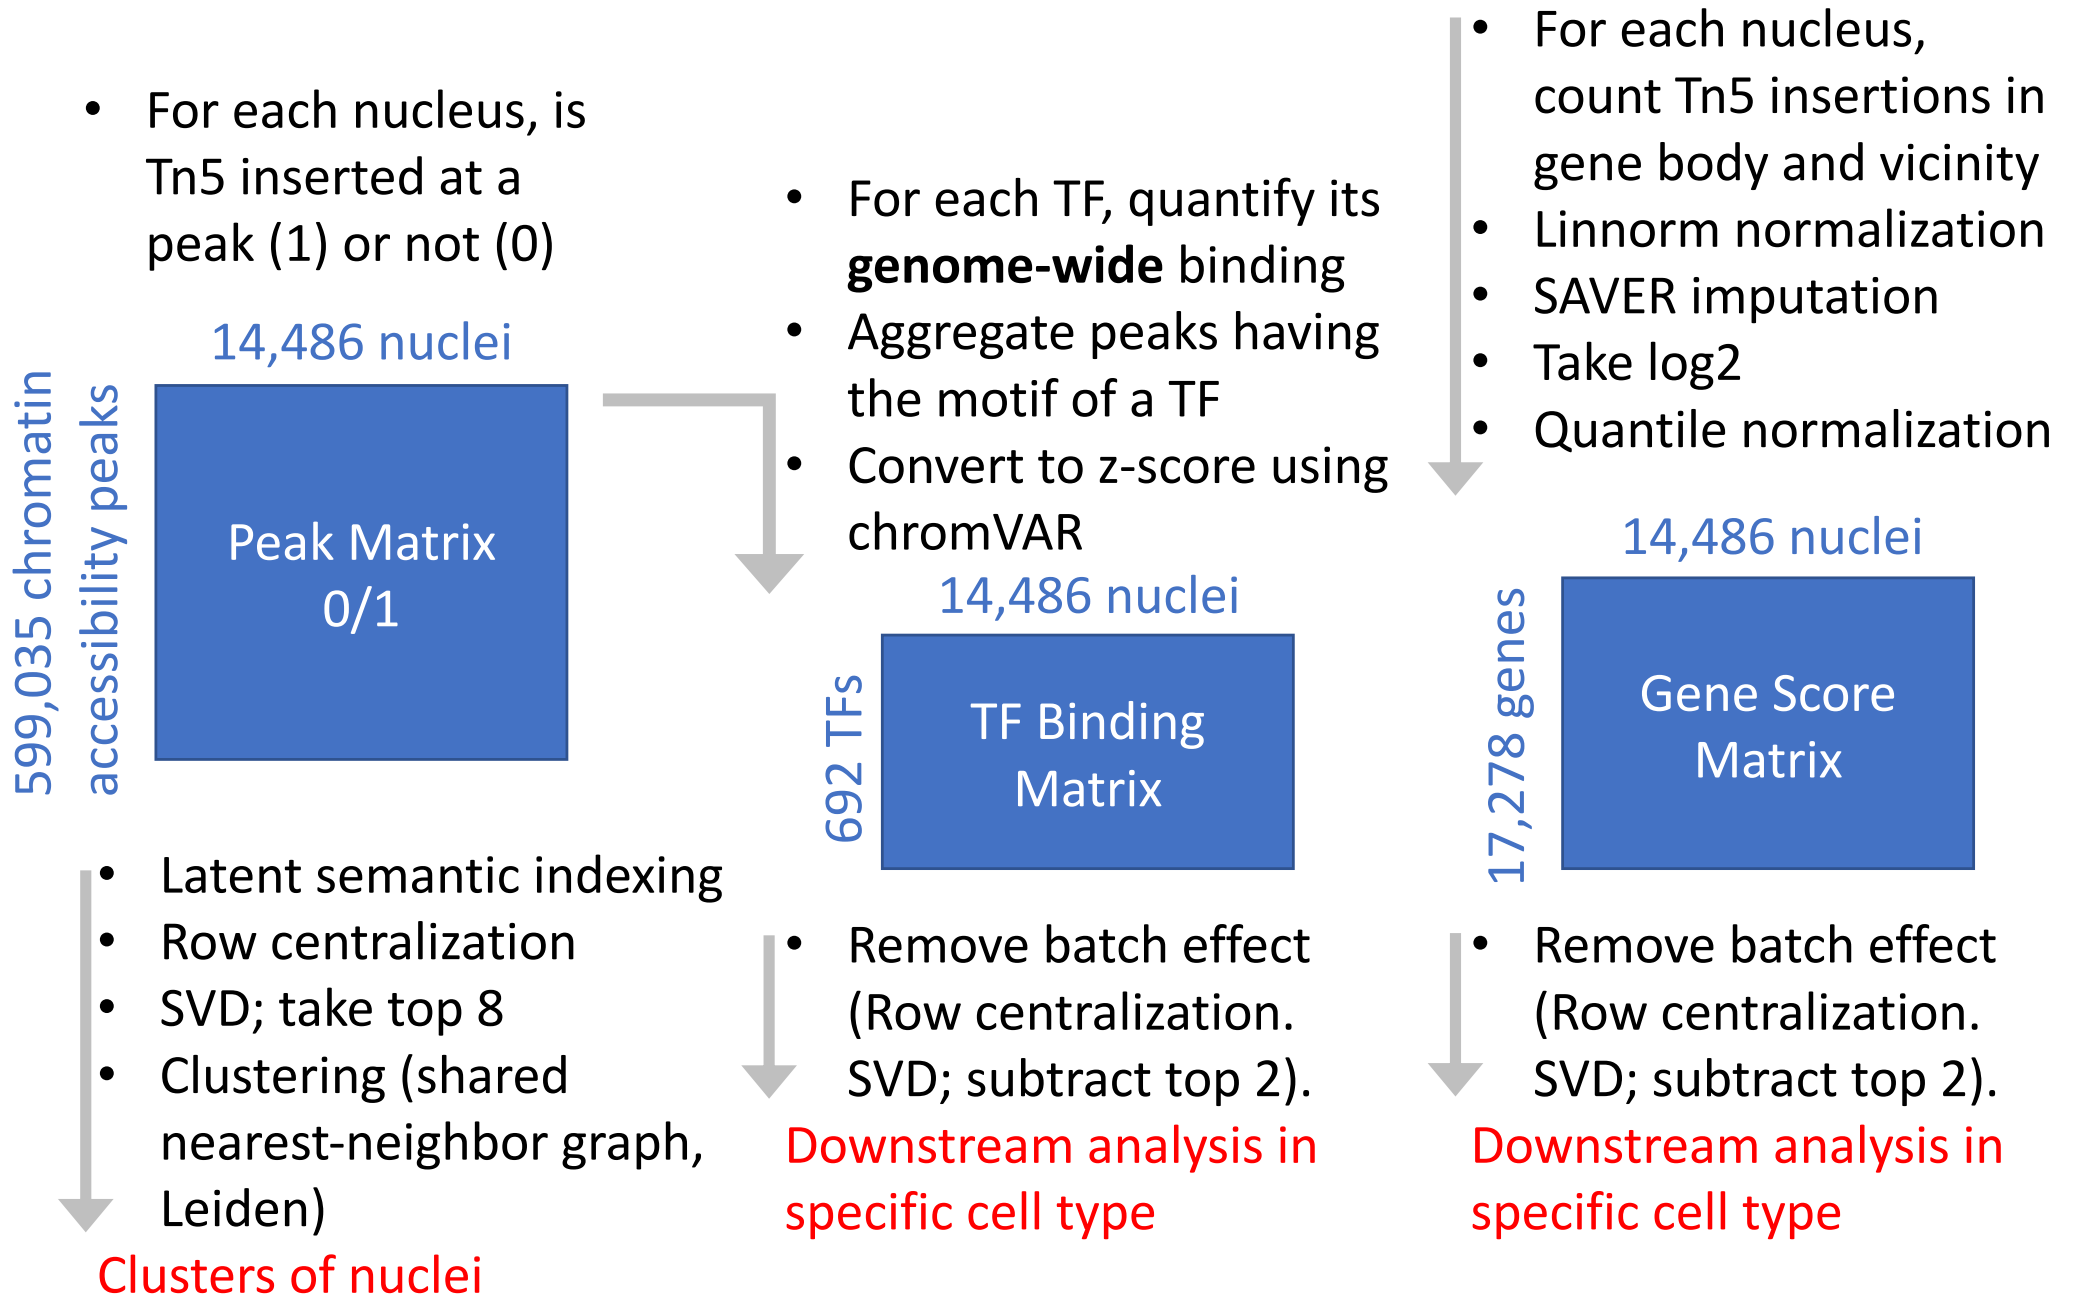 • For each nucleus, is
Tn5 inserted at a
peak (1) or not (0)
14,486 nuclei
599,035 chromatin
accessibility peaks
Peak Matrix
0/1
• Latent semantic indexing
• Row centralization
• SVD; take top 8
• Clustering (shared
nearest-neighbor graph,
Leiden)
Clusters of nuclei
• For each TF, quantify its
genome-wide binding
• Aggregate peaks having
the motif of a TF
• Convert to z-score using
chromVAR
14,486 nuclei
692 TFs
TF Binding
Matrix
• Remove batch effect
(Row centralization.
SVD; subtract top 2).
Downstream analysis in
specific cell type
• For each nucleus,
count Tn5 insertions in
gene body and vicinity
• Linnorm normalization
• SAVER imputation
• Take log2
• Quantile normalization
14,486 nuclei
17,278 genes
Gene Score
Matrix
• Remove batch effect
(Row centralization.
SVD; subtract top 2).
Downstream analysis in
specific cell type